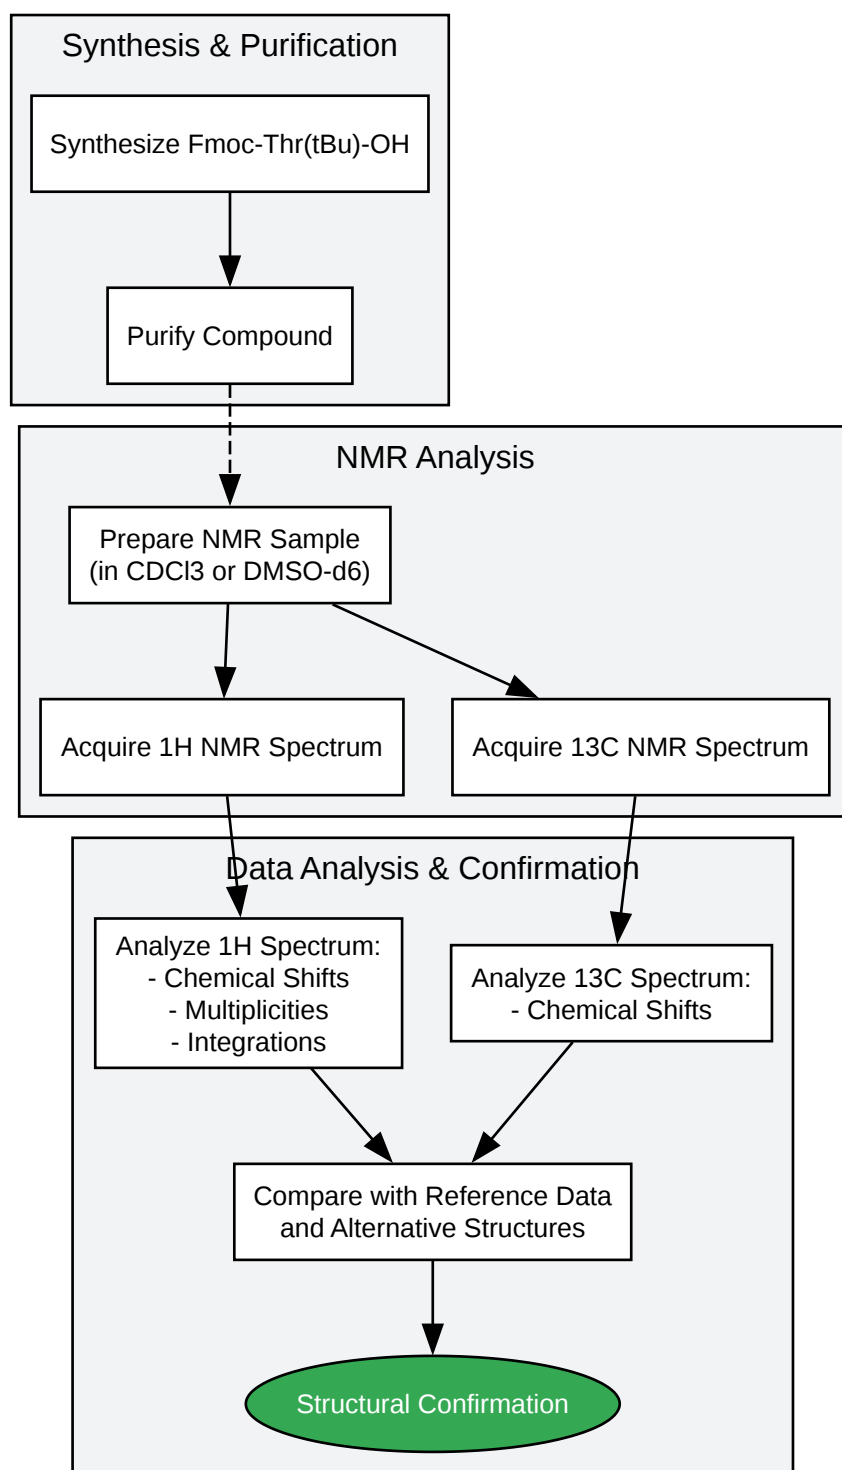 Synthesis & Purification
Synthesize Fmoc-Thr(tBu)-OH
Purify Compound
NMR Analysis
Prepare NMR Sample
(in CDCl3 or DMSO-d6)
Acquire 1H NMR Spectrum
Acquire 13C NMR Spectrum
Data Analysis & Confirmation
Analyze 1H Spectrum:
- Chemical Shifts
- Multiplicities
- Integrations
Analyze 13C Spectrum:
- Chemical Shifts
Compare with Reference Data
and Alternative Structures
Structural Confirmation